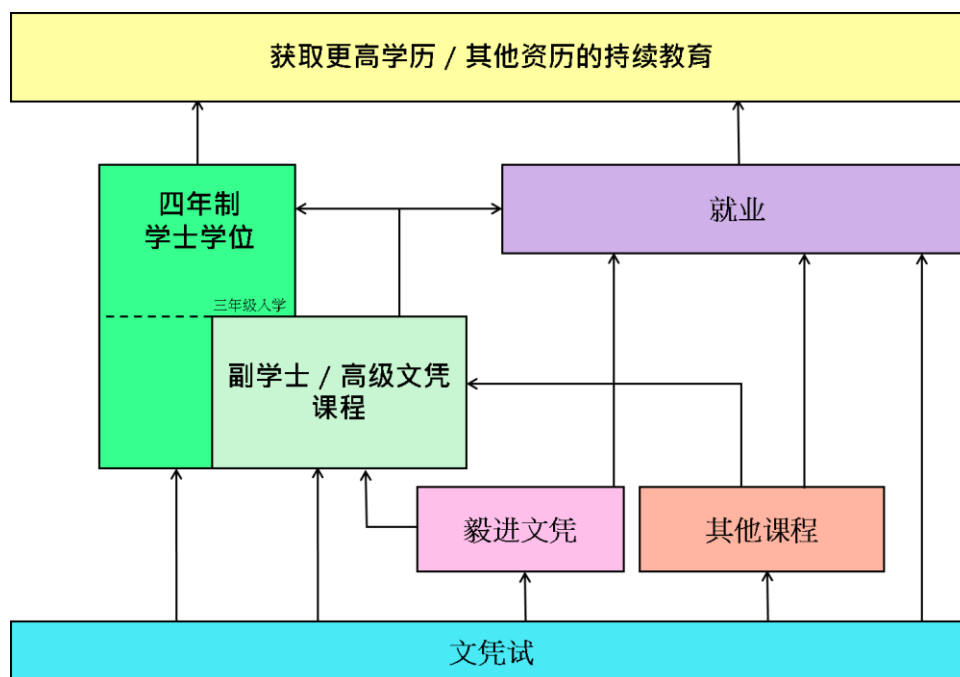 获取更高学历 / 其他资历的持续教育
四年制
学士学位
就业
三年级入学
副学士 / 高级文凭
课程
毅进文凭
其他课程
文凭试